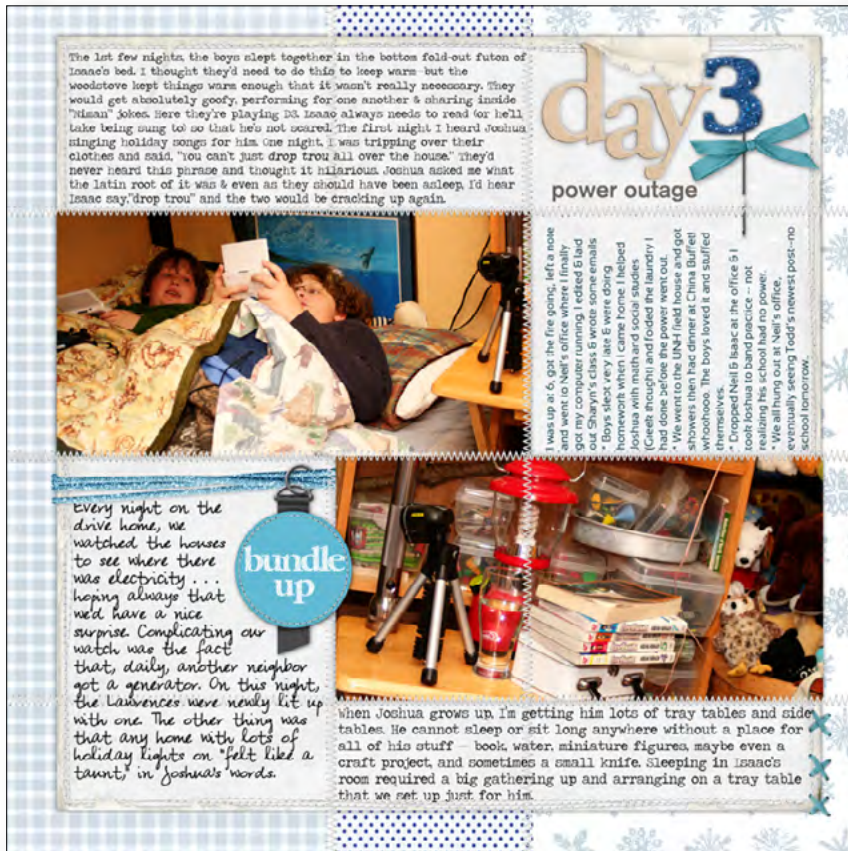 The 1st few nights, the boys slept together in the bottom fold-out futon of
Isaac's bed. I thought they'd need to do this to keep warm--but the
woodstove kept things warm enough that it wasn't really necessary. They
would get absolutely goofy, performing for one another & sharing inside
"Nisan" jokes. Here they're playing DS. Isaac always needs to read (or he'll
take being sung to) so that he's not scared. The first night I heard Joshua
singing holiday songs for him. One night, I was tripping over their
clothes and said, "You can't just drop trou all over the house." They'd
never heard this phrase and thought it hilarious. Joshua asked me what
the latin root of it was & even as they should have been asleep, I'd hear
Isaac say,"drop trou" and the two would be cracking up again.
day 3
power outage
I was up at 6, got the fire going, left a note
and went to Neil's office where I finally
got my computer running. I edited & laid
out Sharyn's class & wrote some emails
* Boys slept very late & were doing
homework when I came home. I helped
Joshua with math and social studies
(Greek thought) and folded the laundry I
had done before the power went out.
* We went to the UNH field house and got
showers then had dinner at China Buffet!
whoohooo. The boys loved it and stuffed
themselves.
* Dropped Neil & Isaac at the office & I
took Joshua to band practice -- not
realizing his school had no power.
* We all hung out at Neil's office,
eventually seeing Todd's newest post--no
school tomorrow.
Every night on the
drive home, we
watched the houses
to see where there
was electricity . . .
hoping always that
we'd have a nice
surprise. Complicating our
watch was the fact
that, daily, another neighbor
got a generator. On this night,
the Laurences were newly lit up
with one. The other thing was
that any home with lots of
holiday lights on "felt like a
taunt," in Joshua's words.
bundle
up
When Joshua grows up, I'm getting him lots of tray tables and side
tables. He cannot sleep or sit long anywhere without a place for
all of his stuff -- book, water, miniature figures, maybe even a
craft project, and sometimes a small knife. Sleeping in Isaac's
room required a big gathering up and arranging on a tray table
that we set up just for him.